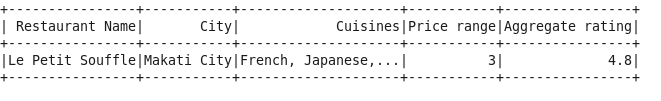 +----------------+-----------+--------------------+-----------+----------------+
| Restaurant Name|       City|            Cuisines|Price range|Aggregate rating|
+----------------+-----------+--------------------+-----------+----------------+
|Le Petit Souffle|Makati City|French, Japanese,...|          3|             4.8|
+----------------+-----------+--------------------+-----------+----------------+